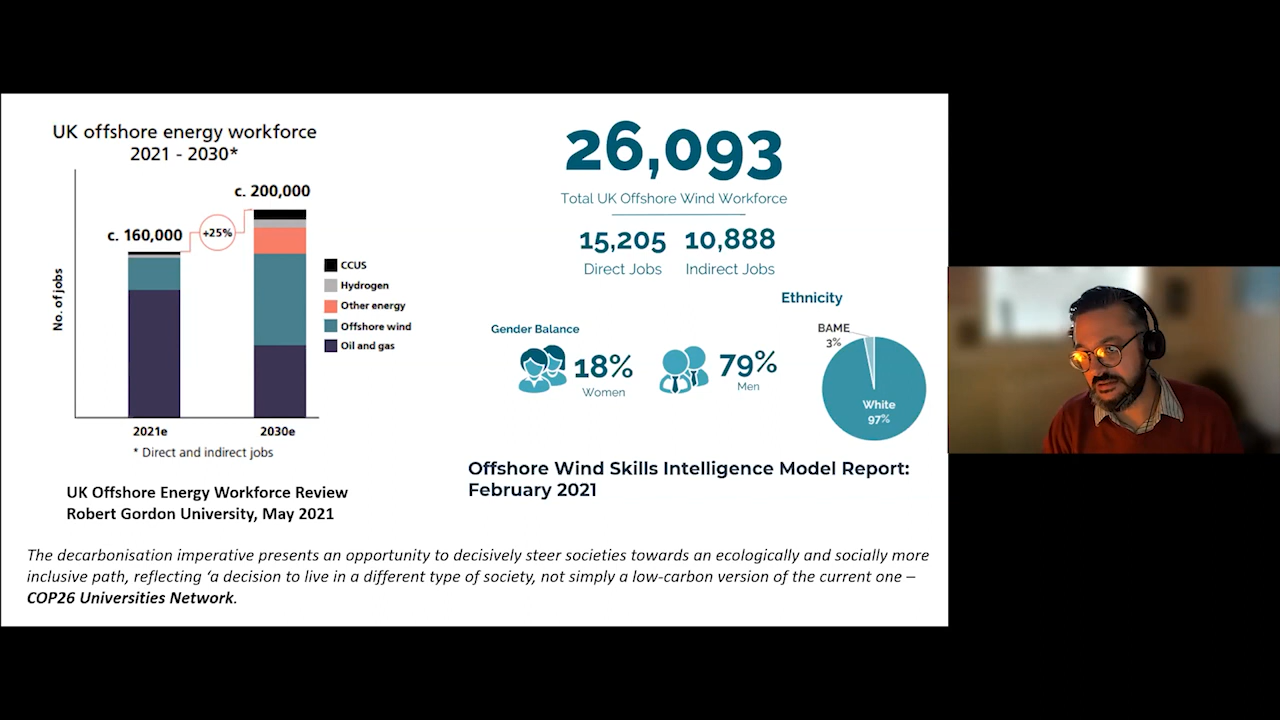 UK offshore energy workforce
2021 - 2030*
c. 200,000
c. 160,000
+25%
No. of jobs
CCUS
Hydrogen
Other energy
Offshore wind
Oil and gas
2021e
2030e
* Direct and indirect jobs
UK Offshore Energy Workforce Review
Robert Gordon University, May 2021
26,093
Total UK Offshore Wind Workforce
15,205
10,888
Direct Jobs
Indirect Jobs
Gender Balance
18%
Women
79%
Men
Ethnicity
BAME
3%
White
97%
Offshore Wind Skills Intelligence Model Report:
February 2021
The decarbonisation imperative presents an opportunity to decisively steer societies towards an ecologically and socially more
inclusive path, reflecting ‘a decision to live in a different type of society, not simply a low-carbon version of the current one –
COP26 Universities Network.